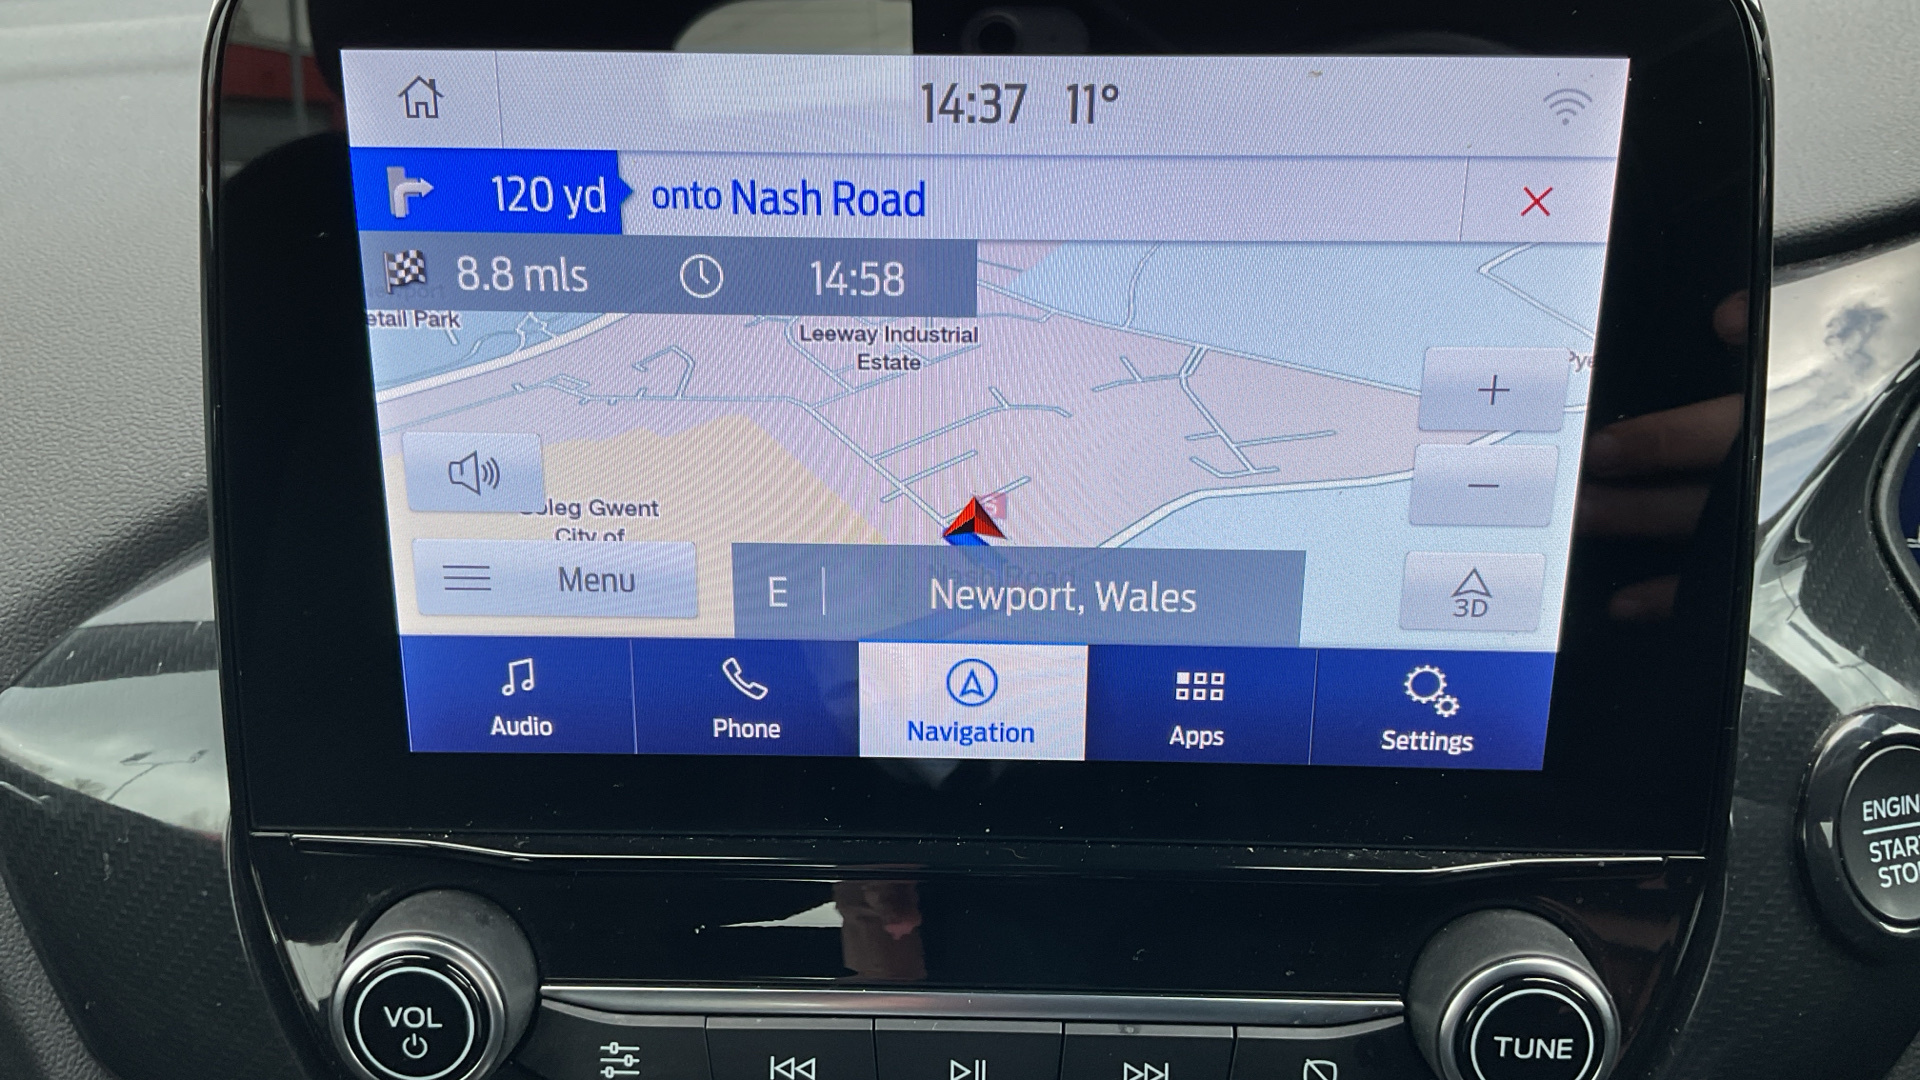 14:37 11°
120 yd onto Nash Road
8.8 mls 14:58
etail Park
Leeway Industrial
Estate
oleg Gwent
City of
Menu
E Newport, Wales
3D
Audio Phone Navigation Apps Settings
ENGIN
STAR
STO
VOL
TUNE